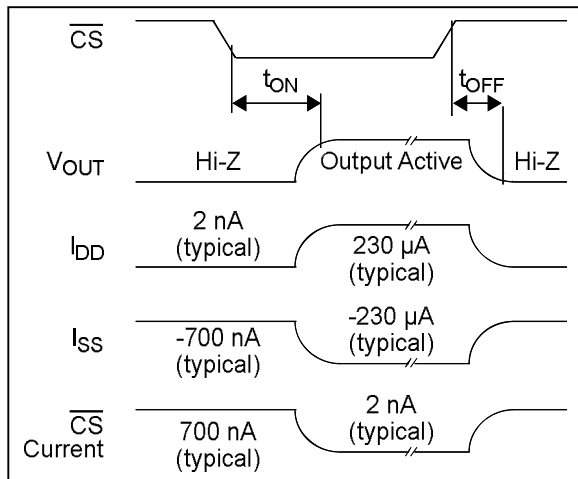 CS
tON
tOFF
VOUT
Hi-Z
Output Active
Hi-Z
IDD
2 nA
(typical)
230 µA
(typical)
ISS
-700 nA
(typical)
-230 µA
(typical)
CS
Current
700 nA
(typical)
2 nA
(typical)